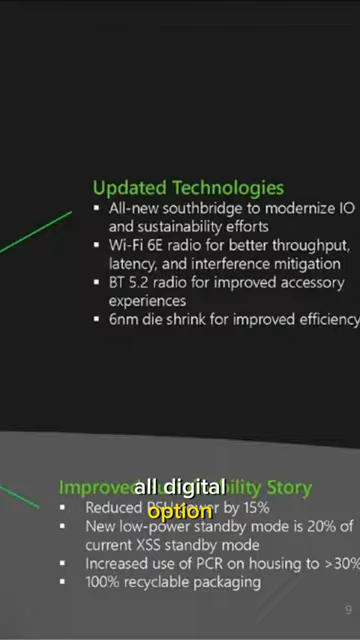 Updated Technologies
▪ All-new southbridge to modernize IO
and sustainability efforts
▪ Wi-Fi 6E radio for better throughput,
latency, and interference mitigation
▪ BT 5.2 radio for improved accessory
experiences
▪ 6nm die shrink for improved efficiency
all digital
option
Improved Story
▪ Reduced power by 15%
▪ New low-power standby mode is 20% of
current XSS standby mode
▪ Increased use of PCR on housing to >30%
▪ 100% recyclable packaging
9